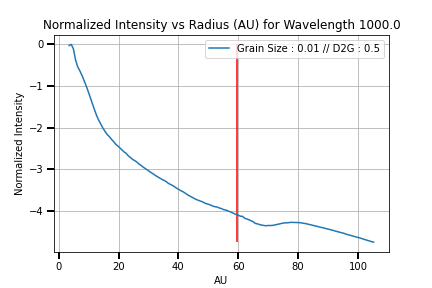 Normalized Intensity vs Radius (AU) for Wavelength 1000.0
Grain Size : 0.01 // D2G : 0.5
Normalized Intensity
0
−1
−2
−3
−4
0 20 40 60 80 100
AU